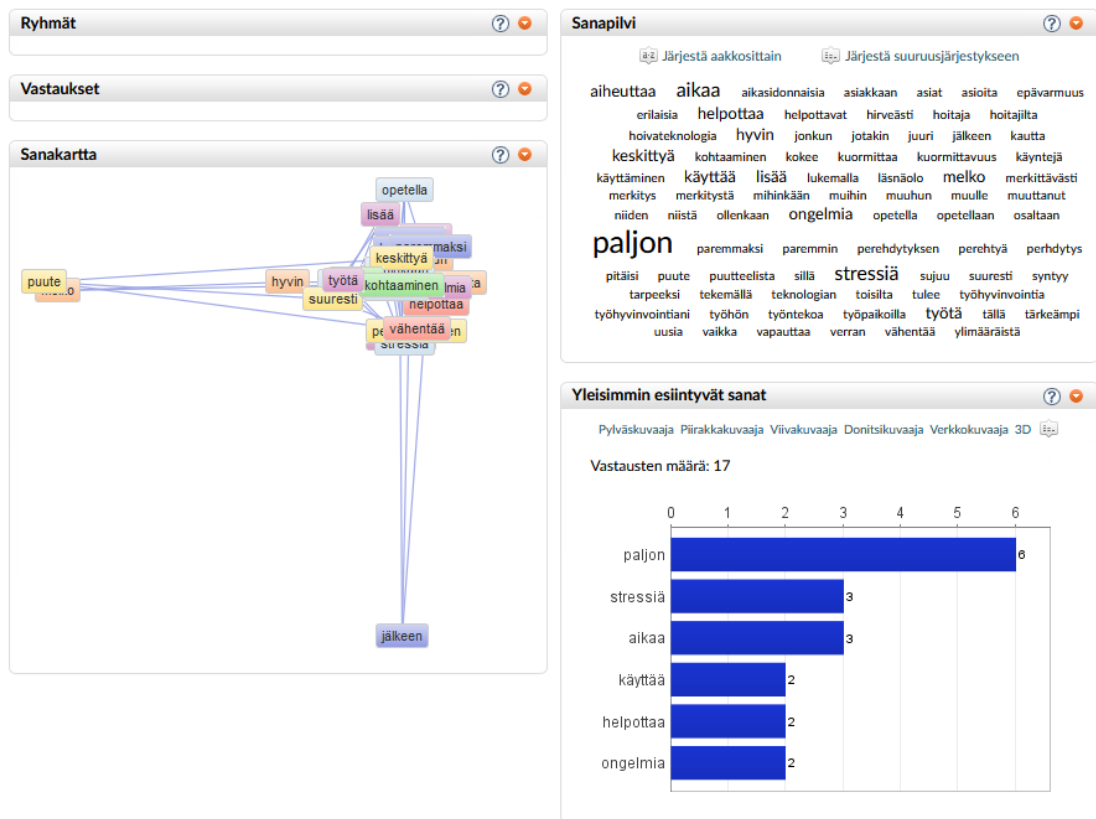 Ryhmät
Vastaukset
Sanakartta
opetella
lisää
paremmaksi
keskittyä
puute
hyvin
työtä
kohtaaminen
suuresti
helpottaa
vähentää
stressiä
jälkeen
Sanapilvi
Järjestä aakkosittain Järjestä suuruusjärjestykseen
aiheuttaa aikaa aikasidonnaisia asiakkaan asiat asioita epävarmuus
erilaisia helpottaa helpottavat hirveästi hoitaja hoitajilta
hoivateknologia hyvin jonkun jotakin juuri jälkeen kautta
keskittyä kohtaaminen kokee kuormittaa kuormittavuus käyntejä
käyttäminen käyttää lisää lukemalla läsnäolo melko merkittävästi
merkitys merkitystä mihinkään muihin muuhun muulle muuttanut
niiden niistä ollenkaan ongelmia opetella opetellaan osaltaan
paljon paremmaksi paremmin perehdytyksen perehtyä perhdytys
pitäisi puute puutteelista sillä stressiä sujuu suuresti syntyy
tarpeeksi tekemällä teknologian toisilta tulee työhyvinvointia
työhyvinvointiani työhön työntekoa työpaikoilla työtä tällä tärkeämpi
uusia vaikka vapauttaa verran vähentää ylimääräistä
Yleisimmin esiintyvät sanat
Pylväskuvaaja Piirakkakuvaaja Viivakuvaaja Donitsikuvaaja Verkkokuvaaja 3D
Vastausten määrä: 17
0 1 2 3 4 5 6
paljon 6
stressiä 3
aikaa 3
käyttää 2
helpottaa 2
ongelmia 2